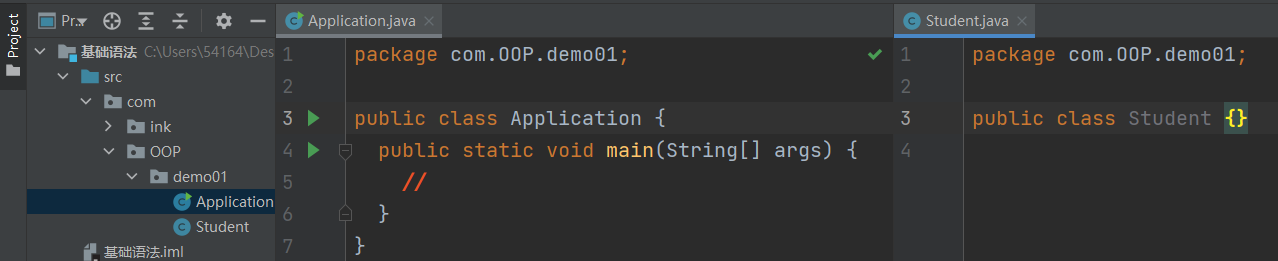 Project
Pr...
基础语法 C:\Users\54164\Des
src
com
ink
OOP
demo01
Application
Student
基础语法.iml
Application.java
1 package com.OOP.demo01;
2
3 public class Application {
4 public static void main(String[] args) {
5 //
6 }
7 }
Student.java
1 package com.OOP.demo01;
2
3 public class Student {}
4